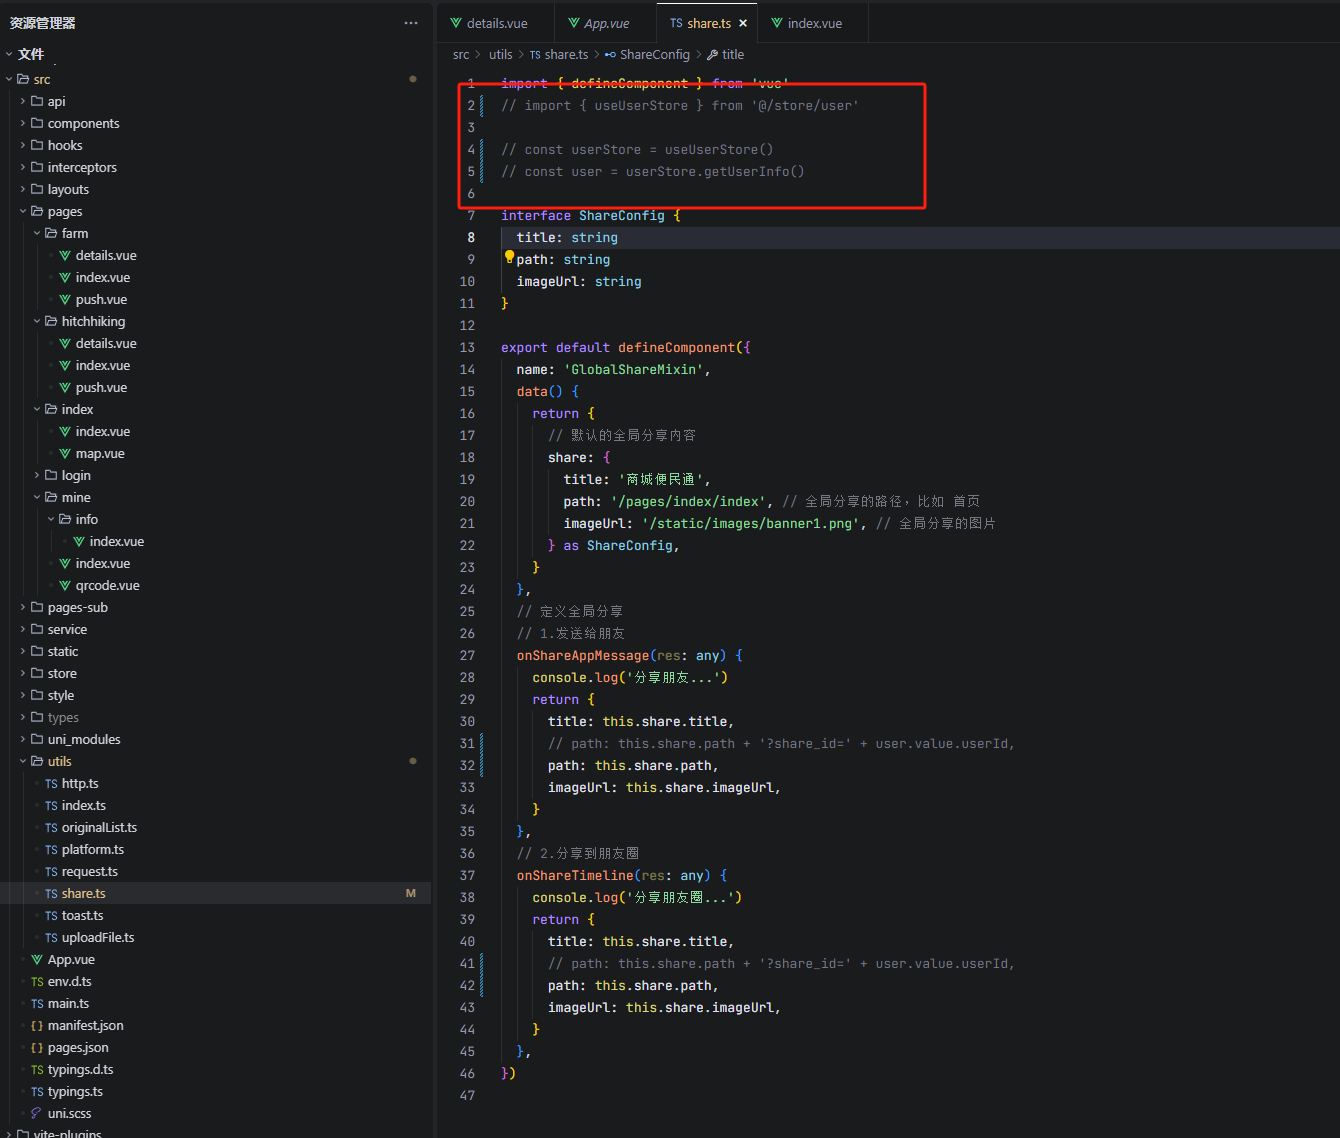 资源管理器
···
文件
src
api
components
hooks
interceptors
layouts
pages
farm
details.vue
index.vue
push.vue
hitchhiking
details.vue
index.vue
push.vue
index
index.vue
map.vue
login
mine
info
index.vue
index.vue
qrcode.vue
pages-sub
service
static
store
style
types
uni_modules
utils
TS http.ts
TS index.ts
TS originalList.ts
TS platform.ts
TS request.ts
TS share.ts M
TS toast.ts
TS uploadFile.ts
App.vue
TS env.d.ts
TS main.ts
{} manifest.json
{} pages.json
TS typings.d.ts
TS typings.ts
uni.scss
vite-plugins
details.vue App.vue TS share.ts × index.vue
src > utils > TS share.ts > ShareConfig > title
1 import { defineComponent } from 'vue'
2 // import { useUserStore } from '@/store/user'
3
4 // const userStore = useUserStore()
5 // const user = userStore.getUserInfo()
6
7 interface ShareConfig {
8 title: string
9 path: string
10 imageUrl: string
11 }
12
13 export default defineComponent({
14 name: 'GlobalShareMixin',
15 data() {
16 return {
17 // 默认的全局分享内容
18 share: {
19 title: '商城便民通',
20 path: '/pages/index/index', // 全局分享的路径，比如 首页
21 imageUrl: '/static/images/banner1.png', // 全局分享的图片
22 } as ShareConfig,
23 }
24 },
25 // 定义全局分享
26 // 1.发送给朋友
27 onShareAppMessage(res: any) {
28 console.log('分享朋友...')
29 return {
30 title: this.share.title,
31 // path: this.share.path + '?share_id=' + user.value.userId,
32 path: this.share.path,
33 imageUrl: this.share.imageUrl,
34 }
35 },
36 // 2.分享到朋友圈
37 onShareTimeline(res: any) {
38 console.log('分享朋友圈...')
39 return {
40 title: this.share.title,
41 // path: this.share.path + '?share_id=' + user.value.userId,
42 path: this.share.path,
43 imageUrl: this.share.imageUrl,
44 }
45 },
46 })
47